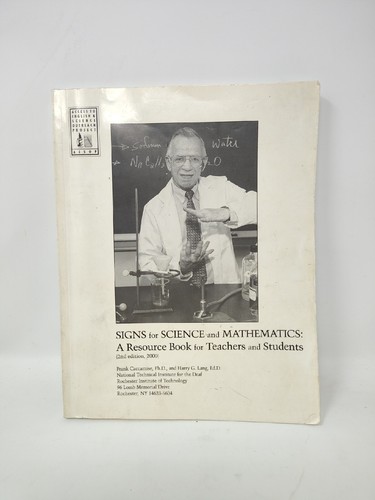 SIGNS for SCIENCE and MATHEMATICS:
A Resource Book for Teachers and Students
(2nd edition, 2000)
Frank Caccamise, Ph.D., and Harry G. Lang, Ed.D.
National Technical Institute for the Deaf
Rochester Institute of Technology
Lomb Memorial Drive
Rochester, NY 14623-5604
Water